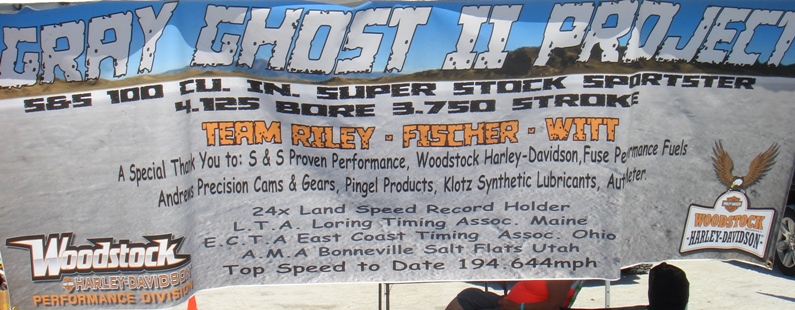 GRAY GHOST II PROJECT
S&S 100 CU. IN. SUPER STOCK SPORTSTER
4.125 BORE 3.750 STROKE
TEAM RILEY - FISCHER - WITT
A Special Thank You to: S & S Proven Performance, Woodstock Harley-Davidson, Fuse Performance Fuels
Andrews Precision Cams & Gears, Pingel Products, Klotz Synthetic Lubricants, Meter.
24x Land Speed Record Holder
L.T.A. Loring Timing Assoc. Maine
E.C.T.A East Coast Timing Assoc. Ohio
A.M.A Bonneville Salt Flats Utah
Top Speed to Date 194.644mph
Woodstock
HARLEY-DAVIDSON
PERFORMANCE DIVISION
WOODSTOCK
HARLEY-DAVIDSON